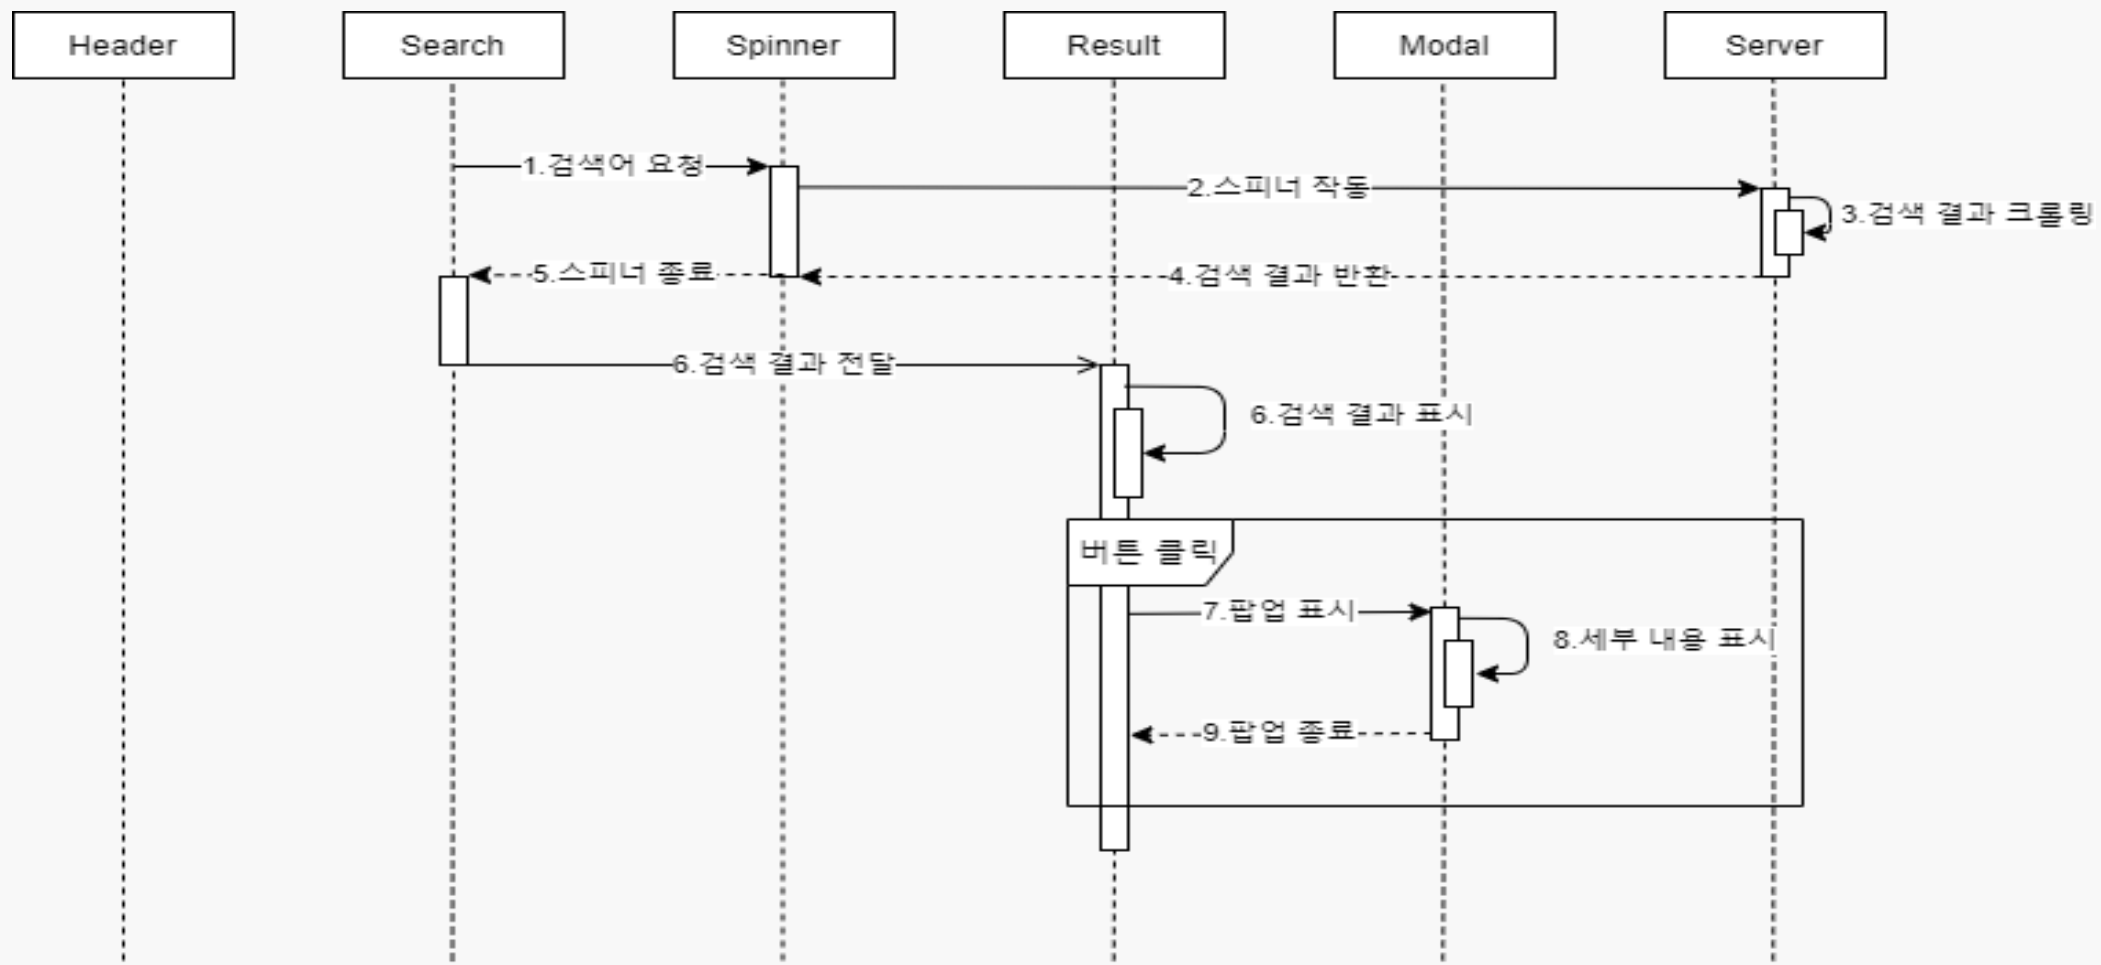 Header
Search
Spinner
Result
Modal
Server
1.검색어 요청
2.스피너 작동
3.검색 결과 크롤링
5.스피너 종료
4.검색 결과 반환
6.검색 결과 전달
6.검색 결과 표시
버튼 클릭
7.팝업 표시
8.세부 내용 표시
9.팝업 종료